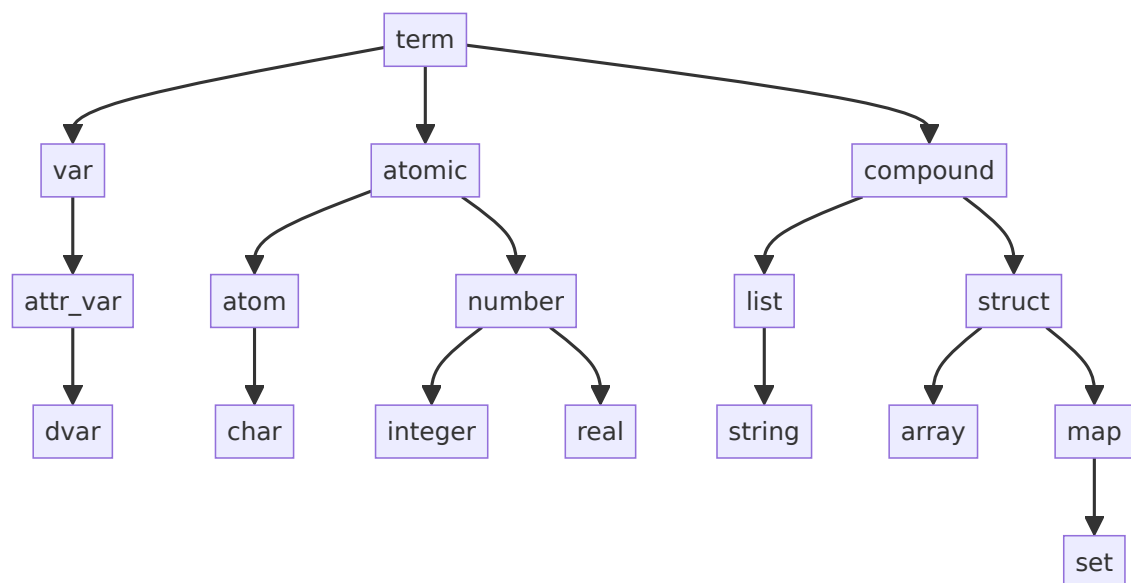 term
var
atomic
compound
attr_var
atom
number
list
struct
dvar
char
integer
real
string
array
map
set